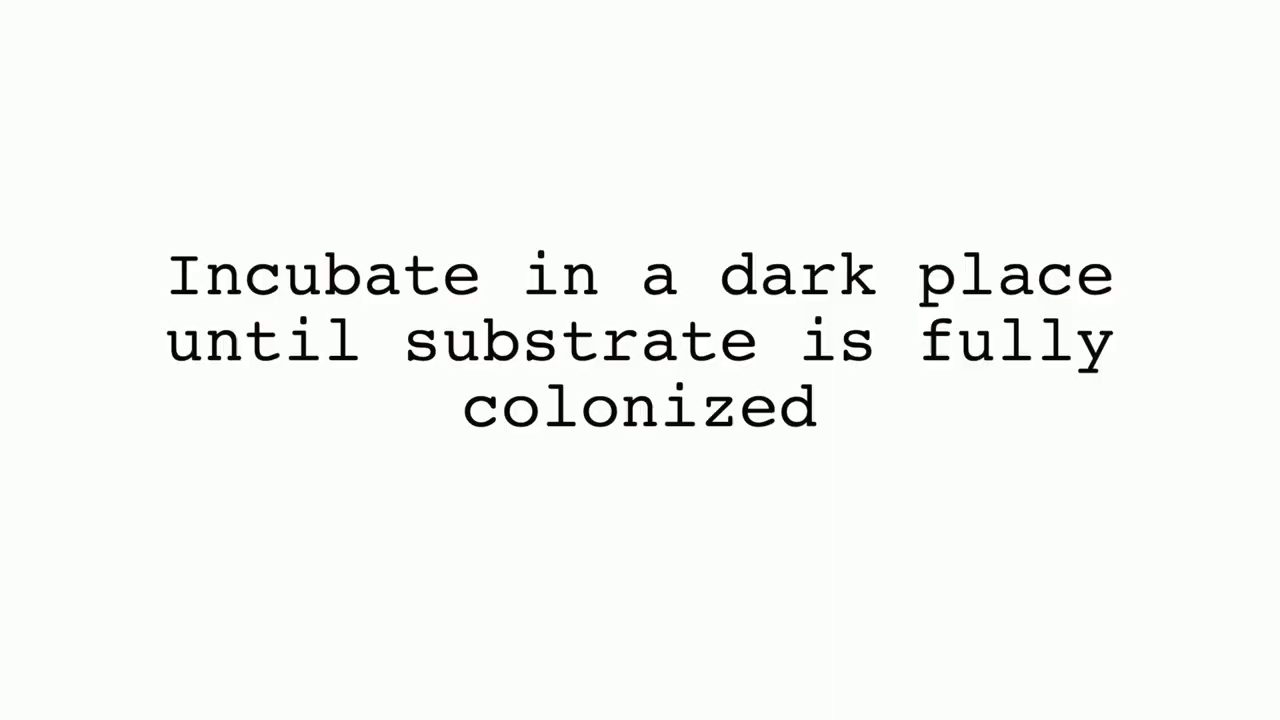 Incubate in a dark place
until substrate is fully
colonized